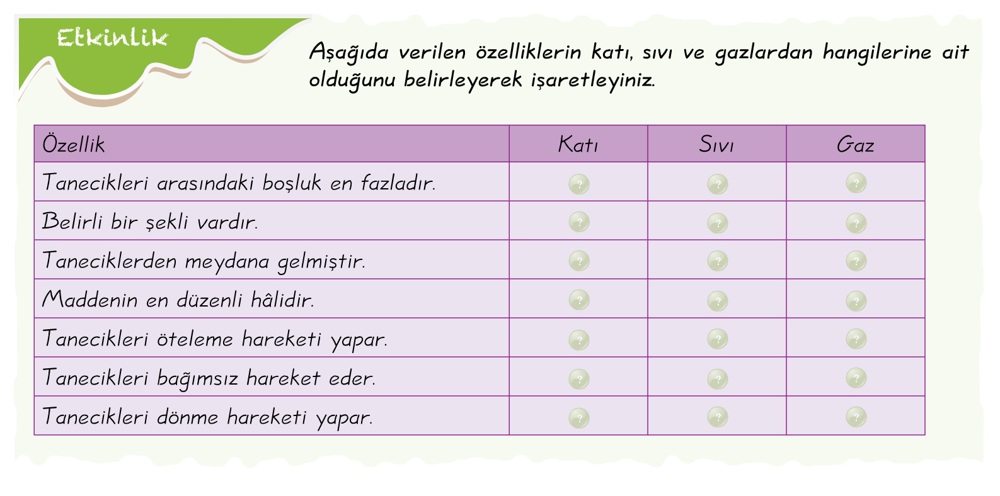 Etkinlik
Aşağıda verilen özelliklerin katı, sıvı ve gazlardan hangilerine ait
olduğunu belirleyerek işaretleyiniz.
Özellik Katı Sıvı Gaz
Tanecikleri arasındaki boşluk en fazladır. ? ? ?
Belirli bir şekli vardır. ? ? ?
Taneciklerden meydana gelmiştir. ? ? ?
Maddenin en düzenli hâlidir. ? ? ?
Tanecikleri öteleme hareketi yapar. ? ? ?
Tanecikleri bağımsız hareket eder. ? ? ?
Tanecikleri dönme hareketi yapar. ? ? ?